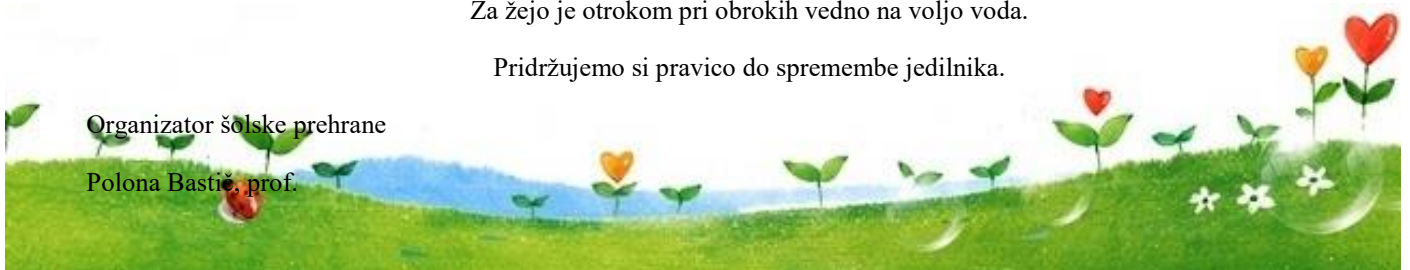 Za žejo je otrokom pri obrokih vedno na voljo voda.
Pridržujemo si pravico do spremembe jedilnika.
Organizator šolske prehrane
Polona Bastič, prof.